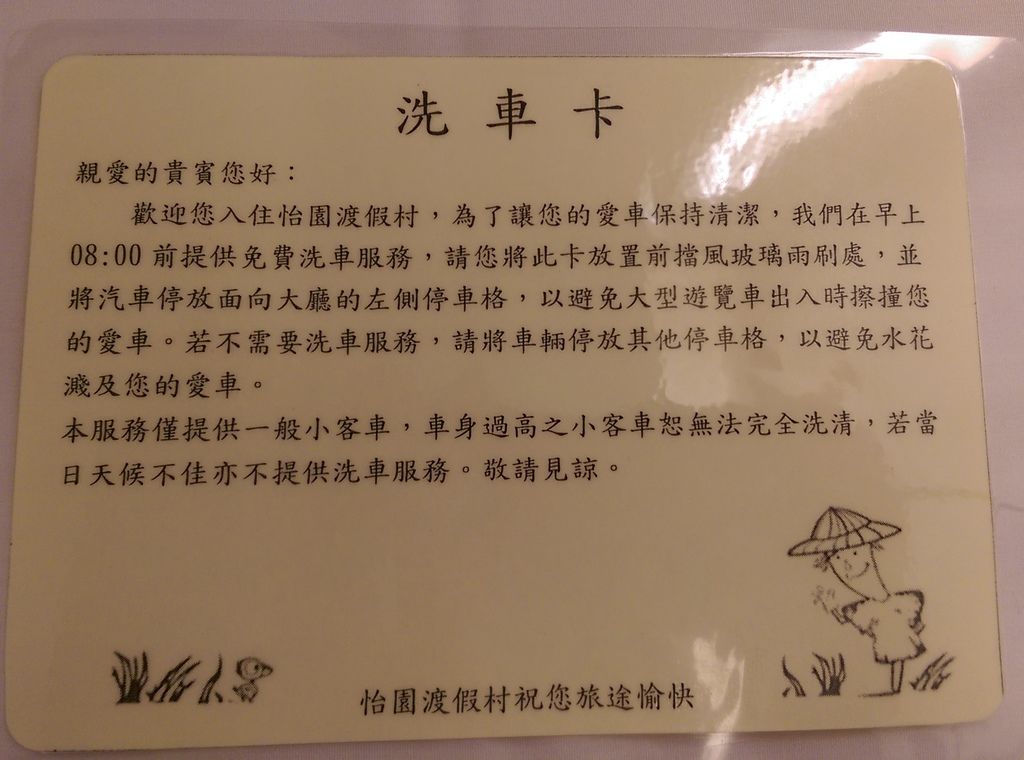 洗車卡
親愛的貴賓您好：
歡迎您入住怡園渡假村，為了讓您的愛車保持清潔，我們在早上
08:00 前提供免費洗車服務，請您將此卡放置前擋風玻璃雨刷處，並
將汽車停放面向大廳的左側停車格，以避免大型遊覽車出入時擦撞您
的愛車。若不需要洗車服務，請將車輛停放其他停車格，以避免水花
濺及您的愛車。
本服務僅提供一般小客車，車身過高之小客車恕無法完全洗清，若當
日天候不佳亦不提供洗車服務。敬請見諒。
怡園渡假村祝您旅途愉快